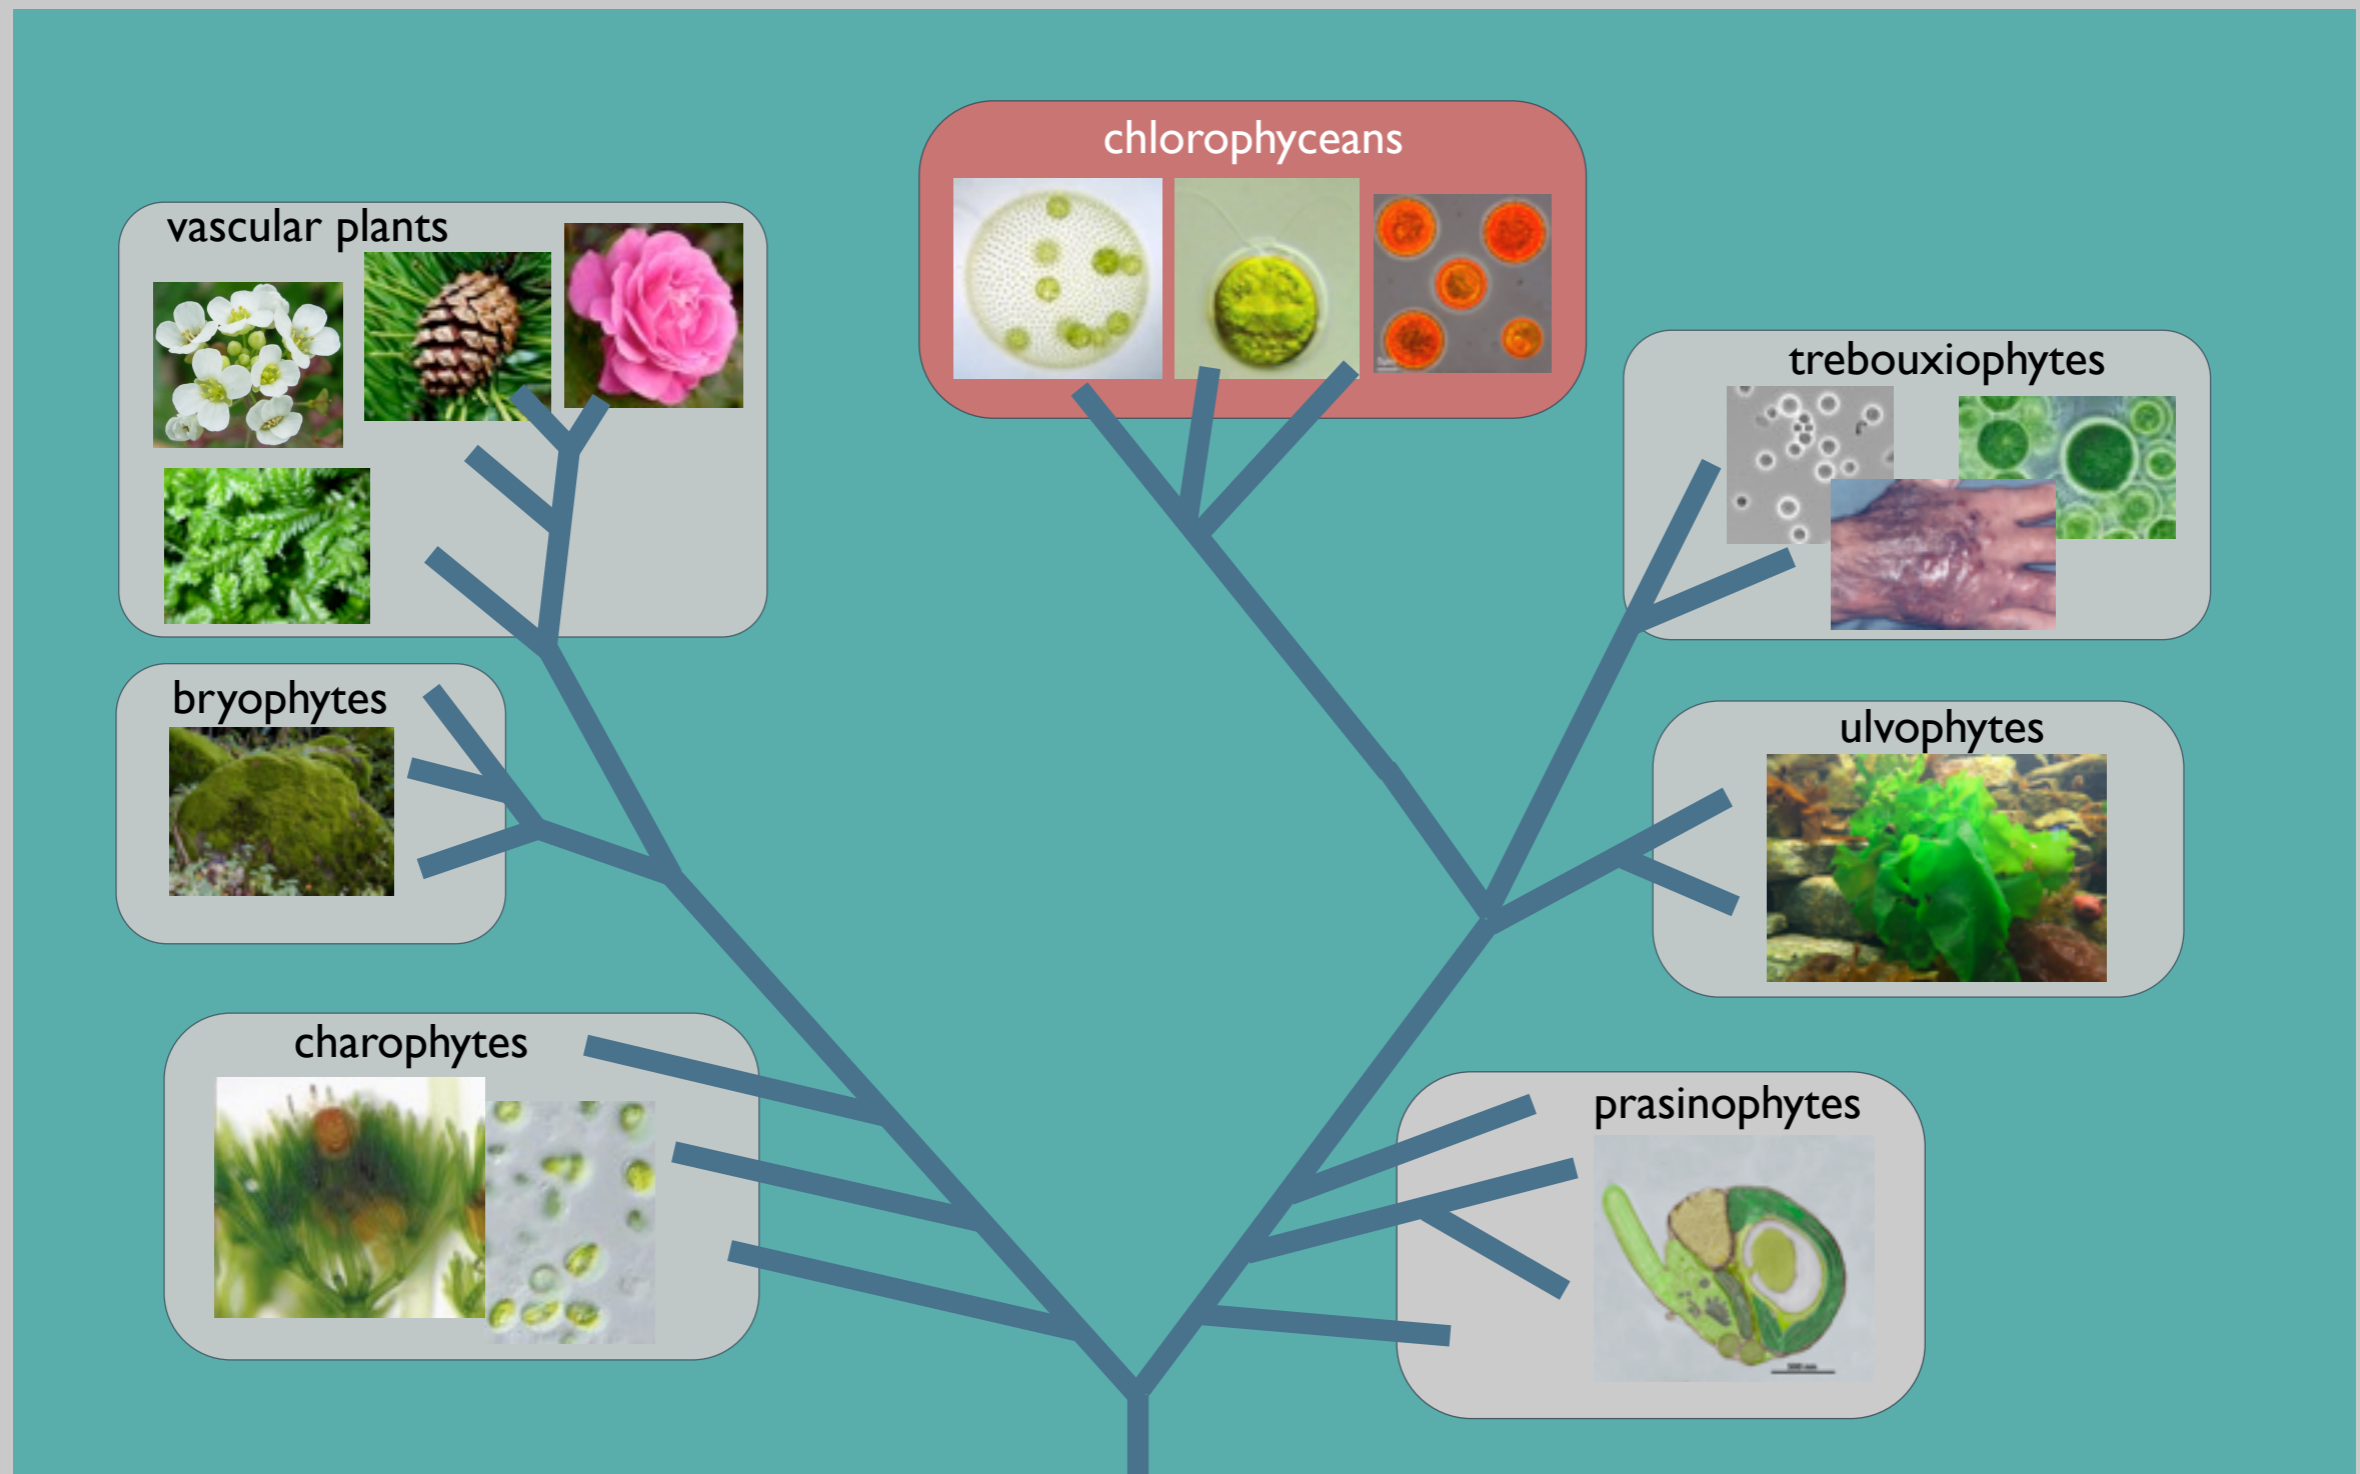 chlorophyceans
vascular plants
trebouxiophytes
bryophytes
ulvophytes
charophytes
prasinophytes